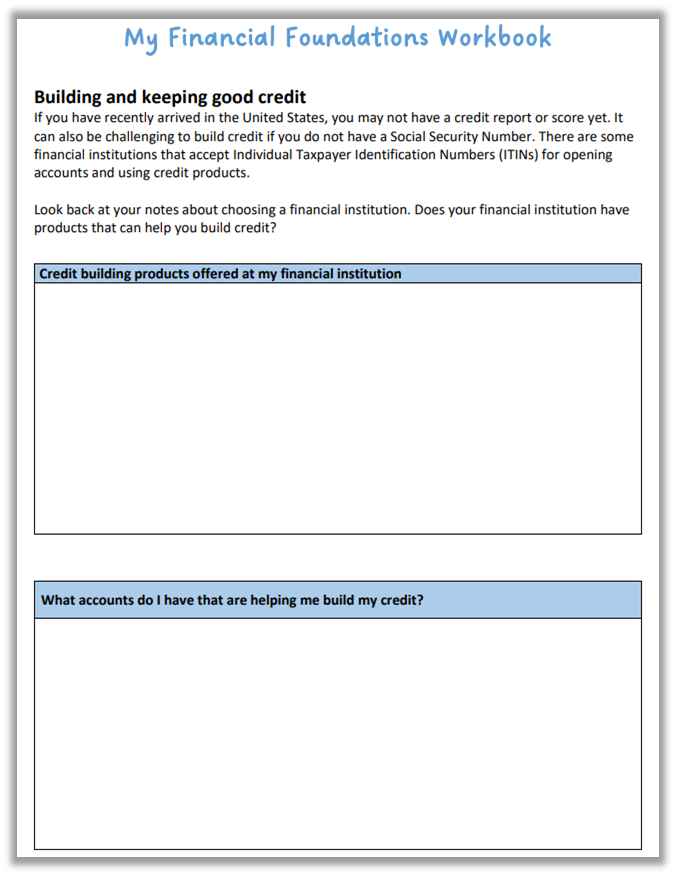 My Financial Foundations Workbook
Building and keeping good credit
If you have recently arrived in the United States, you may not have a credit report or score yet. It
can also be challenging to build credit if you do not have a Social Security Number. There are some
financial institutions that accept Individual Taxpayer Identification Numbers (ITINs) for opening
accounts and using credit products.
Look back at your notes about choosing a financial institution. Does your financial institution have
products that can help you build credit?
Credit building products offered at my financial institution
What accounts do I have that are helping me build my credit?